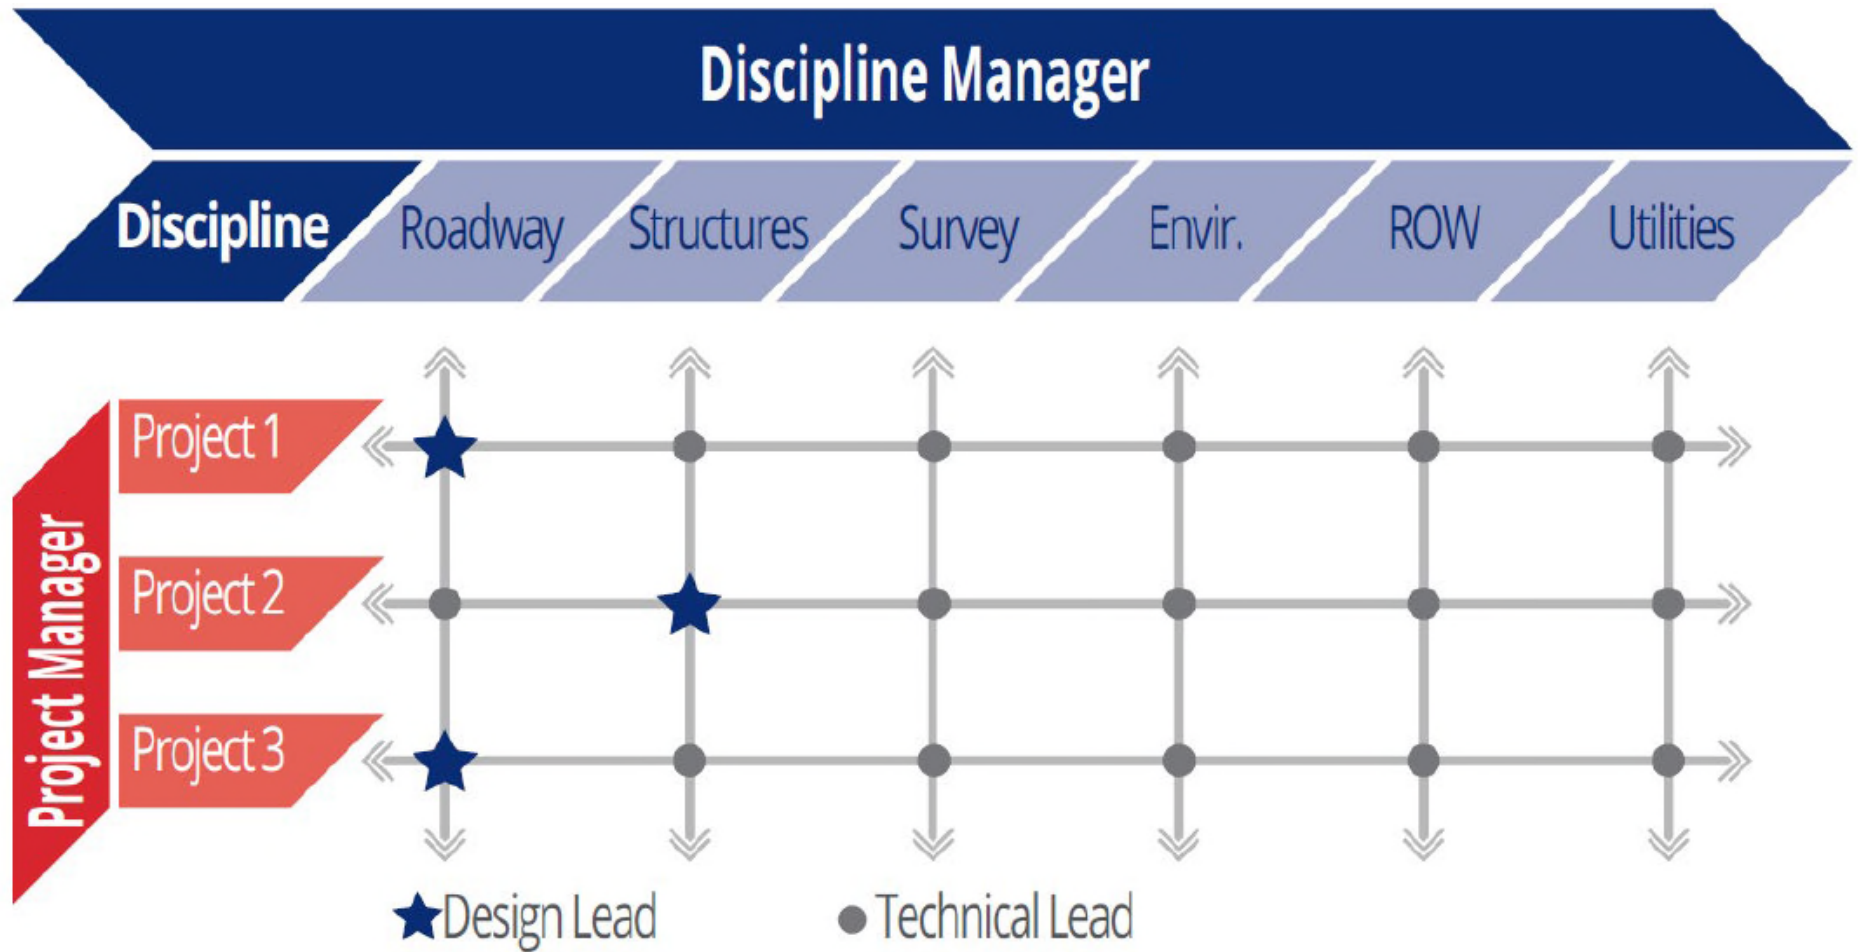 Discipline Manager
Discipline
Roadway
Structures
Survey
Envir.
ROW
Utilities
Project Manager
Project 1
Project 2
Project 3
Design Lead
Technical Lead